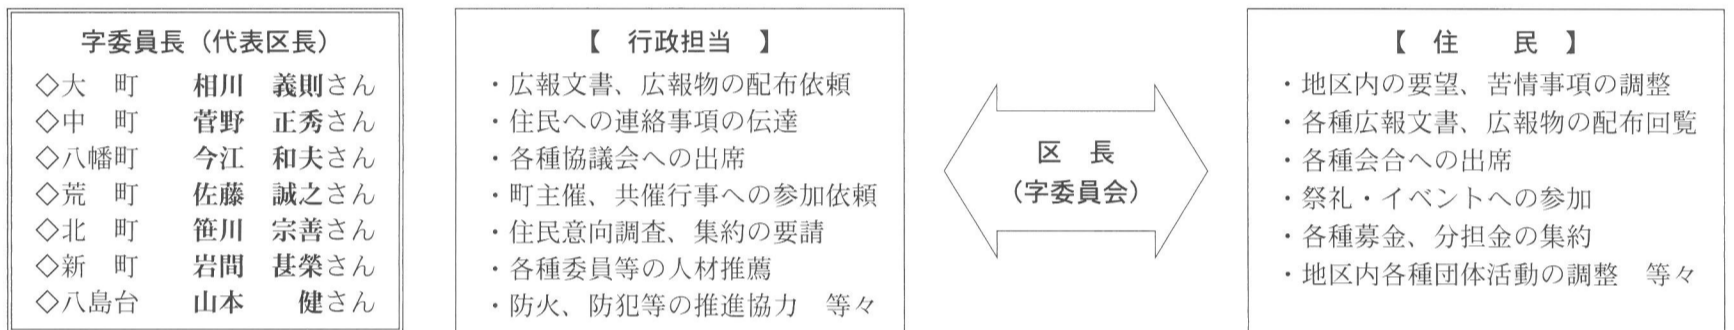 字委員長（代表区長）
◇大　町　相川　義則さん
◇中　町　菅野　正秀さん
◇八幡町　今江　和夫さん
◇荒　町　佐藤　誠之さん
◇北　町　笹川　宗善さん
◇新　町　岩間　甚榮さん
◇八島台　山本　　健さん
【　行政担当　】
・広報文書、広報物の配布依頼
・住民への連絡事項の伝達
・各種協議会への出席
・町主催、共催行事への参加依頼
・住民意向調査、集約の要請
・各種委員等の人材推薦
・防火、防犯等の推進協力　等々
区　長
（字委員会）
【　住　　民　】
・地区内の要望、苦情事項の調整
・各種広報文書、広報物の配布回覧
・各種会合への出席
・祭礼・イベントへの参加
・各種募金、分担金の集約
・地区内各種団体活動の調整　等々